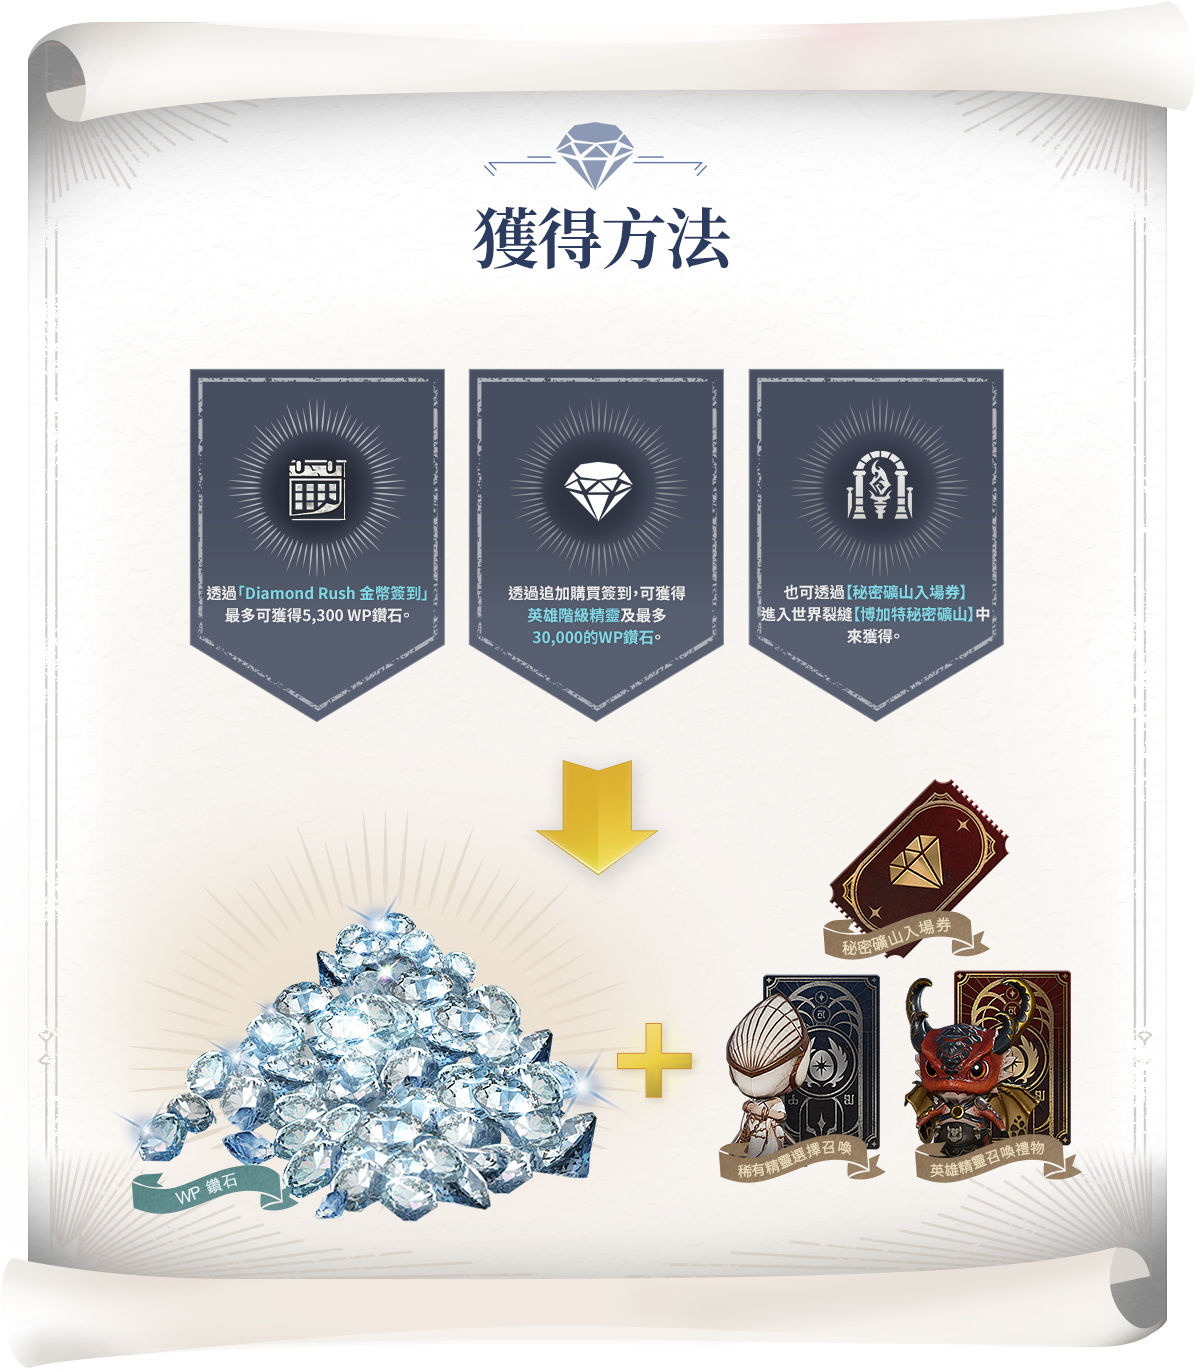 獲得方法
透過「Diamond Rush 金幣簽到」
最多可獲得5,300 WP鑽石。
透過追加購買簽到,可獲得
英雄階級精靈及最多
30,000的WP鑽石。
也可透過【秘密礦山入場券】
進入世界裂縫【博加特秘密礦山】中
來獲得。
秘密礦山入場券
WP 鑽石
稀有精靈選擇召喚
英雄精靈召喚禮物